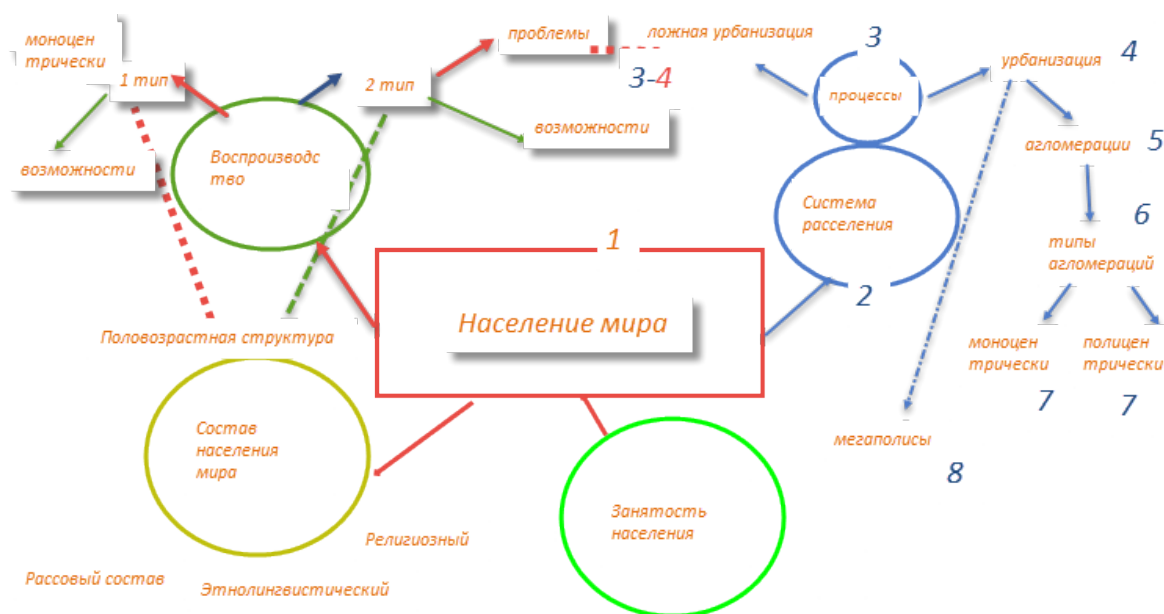 моноцен
трически
1 тип
возможности
2 тип
проблемы
ложная урбанизация
3-4
возможности
Воспроизводс
тво
3
процессы
урбанизация
4
агломерации
5
6
типы
агломераций
моноцен
трически
7
полицен
трически
7
Система
расселения
2
мегаполисы
8
1
Население мира
Половозрастная структура
Состав
населения
мира
Религиозный
Рассовый состав
Этнолингвистический
Занятость
населения